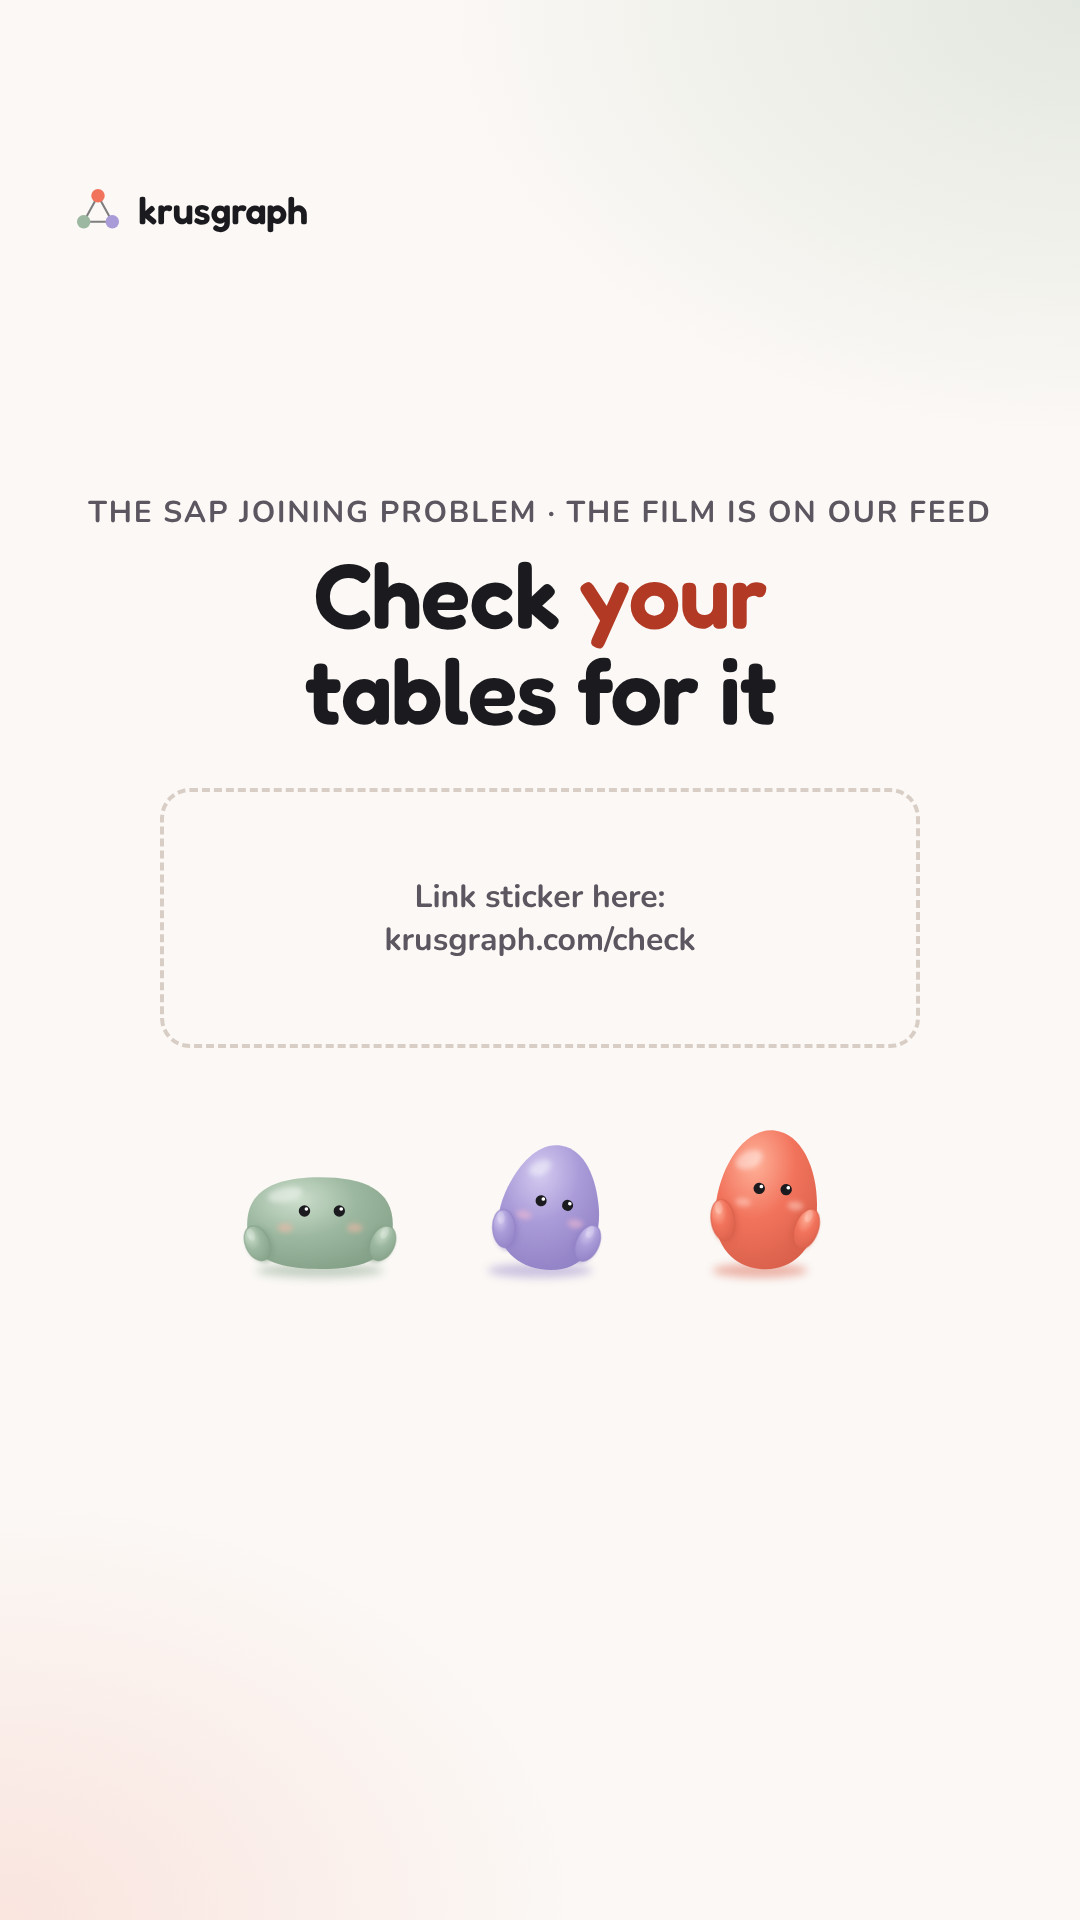 krusgraph
THE SAP JOINING PROBLEM · THE FILM IS ON OUR FEED
Check your
tables for it
Link sticker here:
krusgraph.com/check